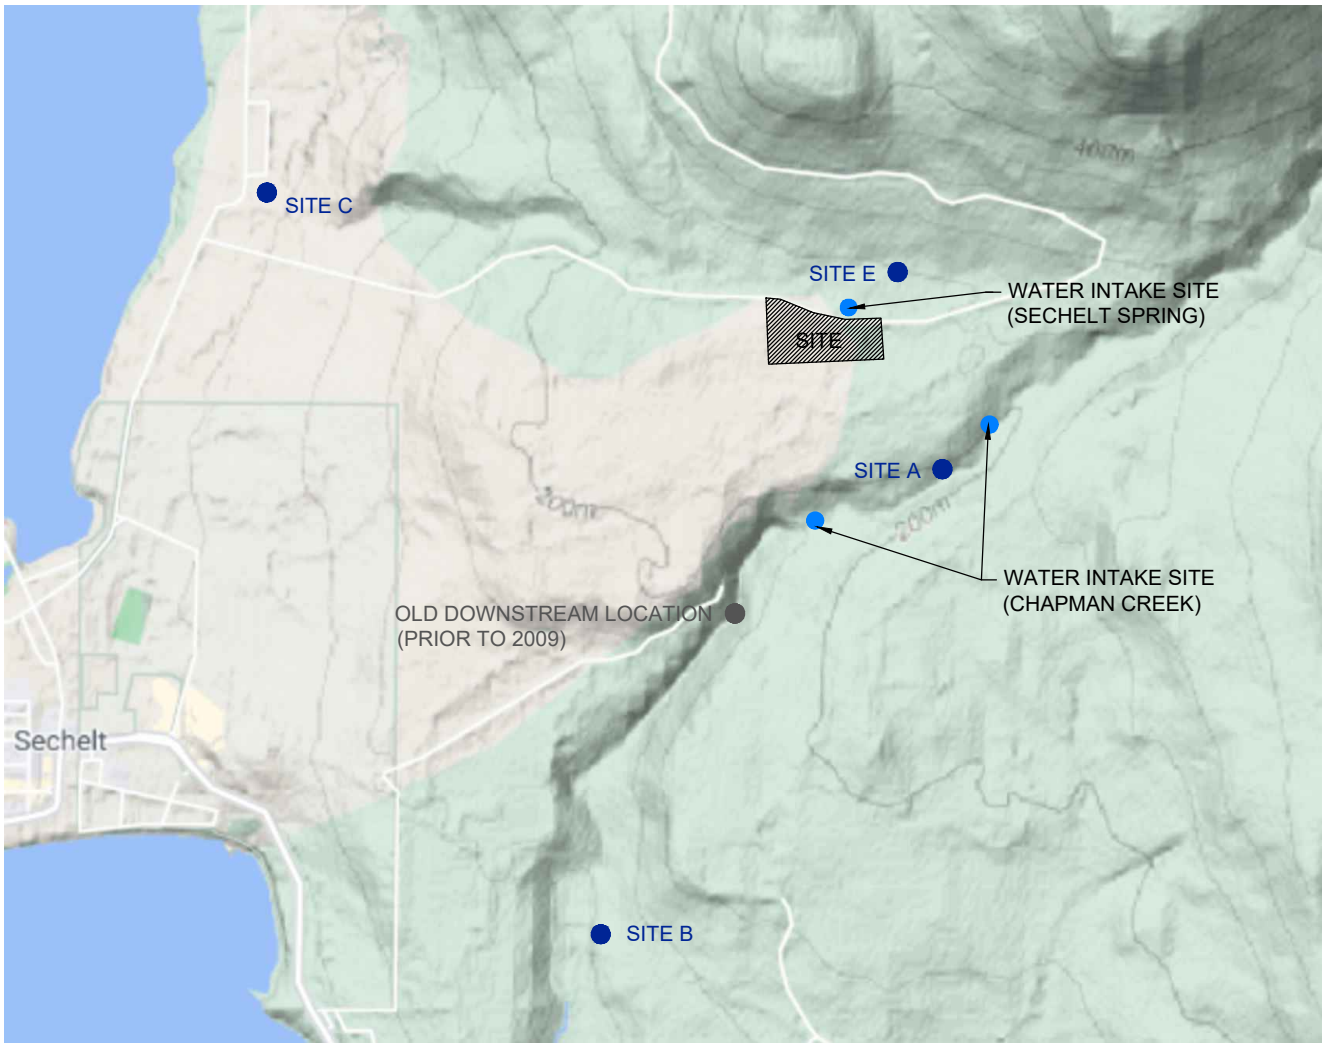 400m
SITE C
SITE E
WATER INTAKE SITE
(SECHELT SPRING)
SITE
SITE A
200m
200m
WATER INTAKE SITE
(CHAPMAN CREEK)
OLD DOWNSTREAM LOCATION
(PRIOR TO 2009)
Sechelt
SITE B